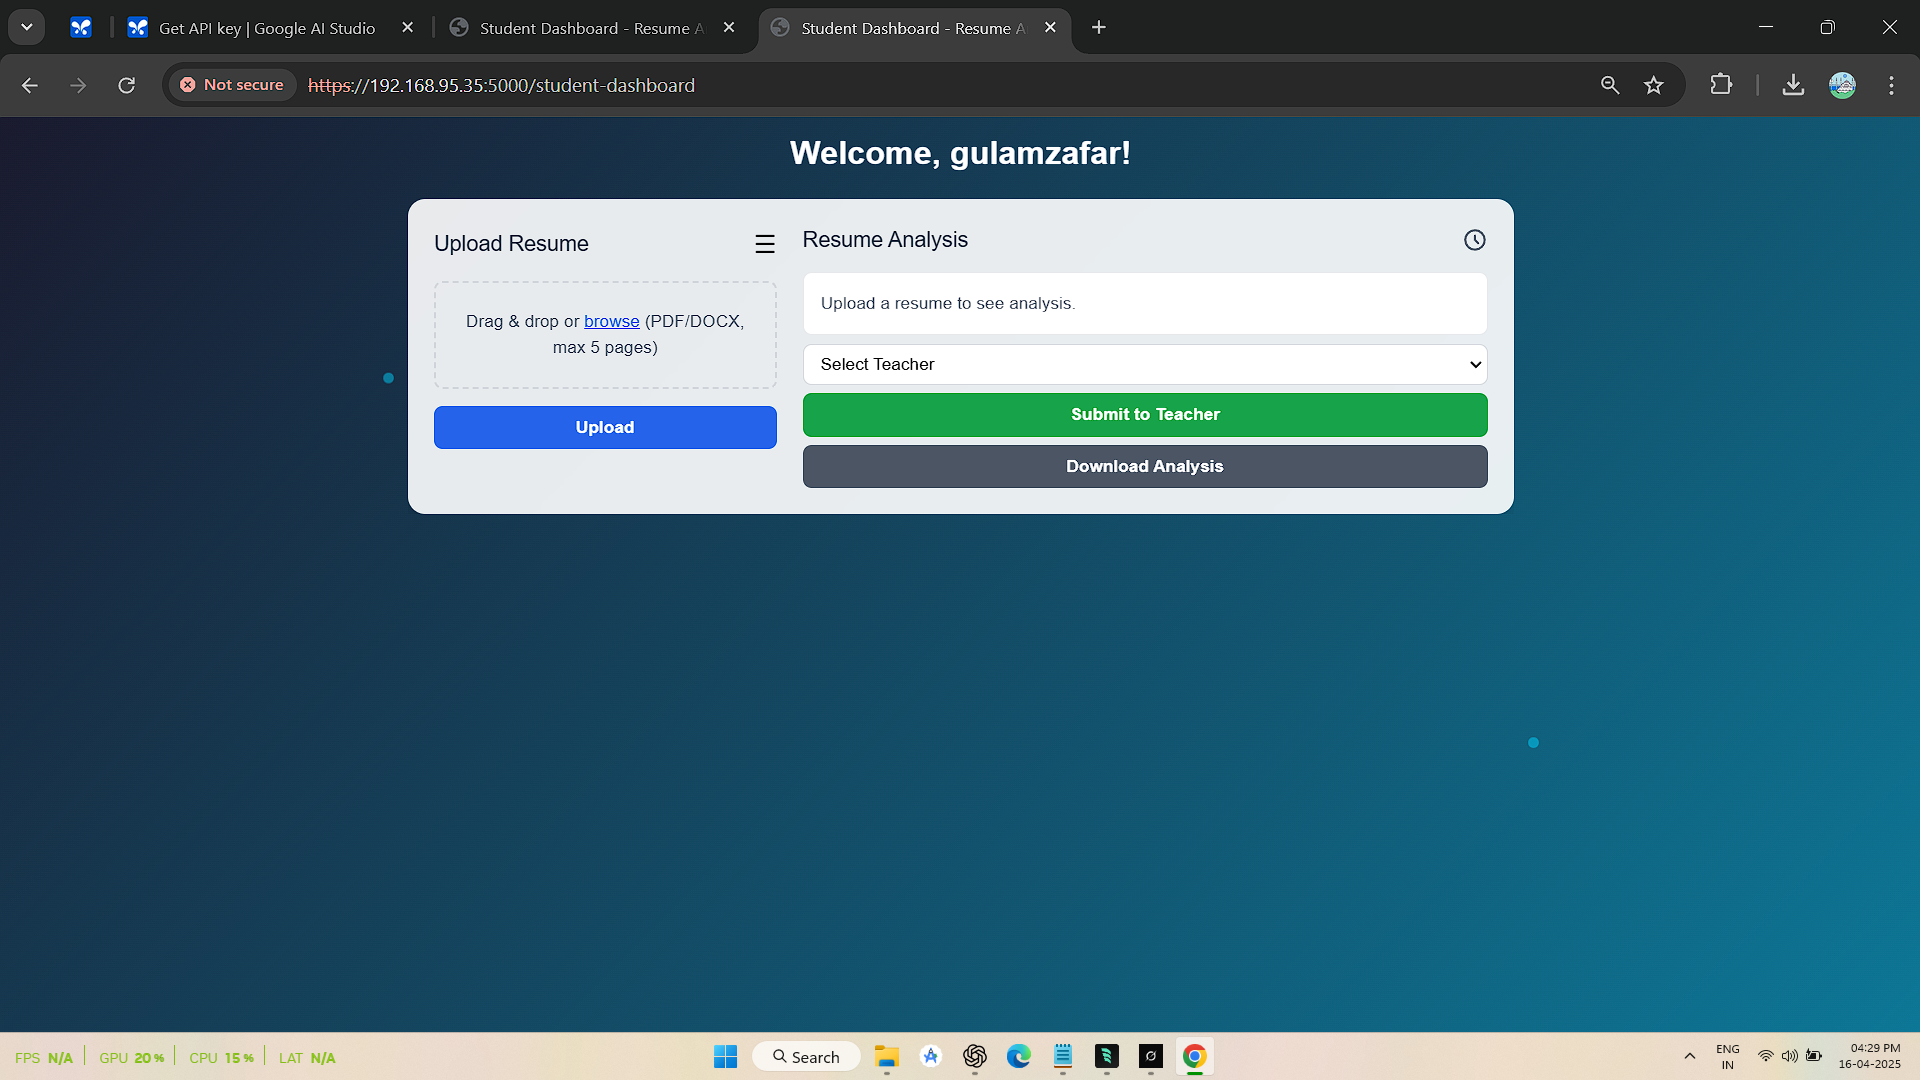 Get API key | Google AI Studio
Student Dashboard - Resume A
Student Dashboard - Resume A
Not secure
https://192.168.95.35:5000/student-dashboard
Welcome, gulamzafar!
Upload Resume
Drag & drop or browse (PDF/DOCX,
max 5 pages)
Upload
Resume Analysis
Upload a resume to see analysis.
Select Teacher
Submit to Teacher
Download Analysis
FPS N/A GPU 20 % CPU 15 % LAT N/A
Search
ENG
IN
04:29 PM
16-04-2025